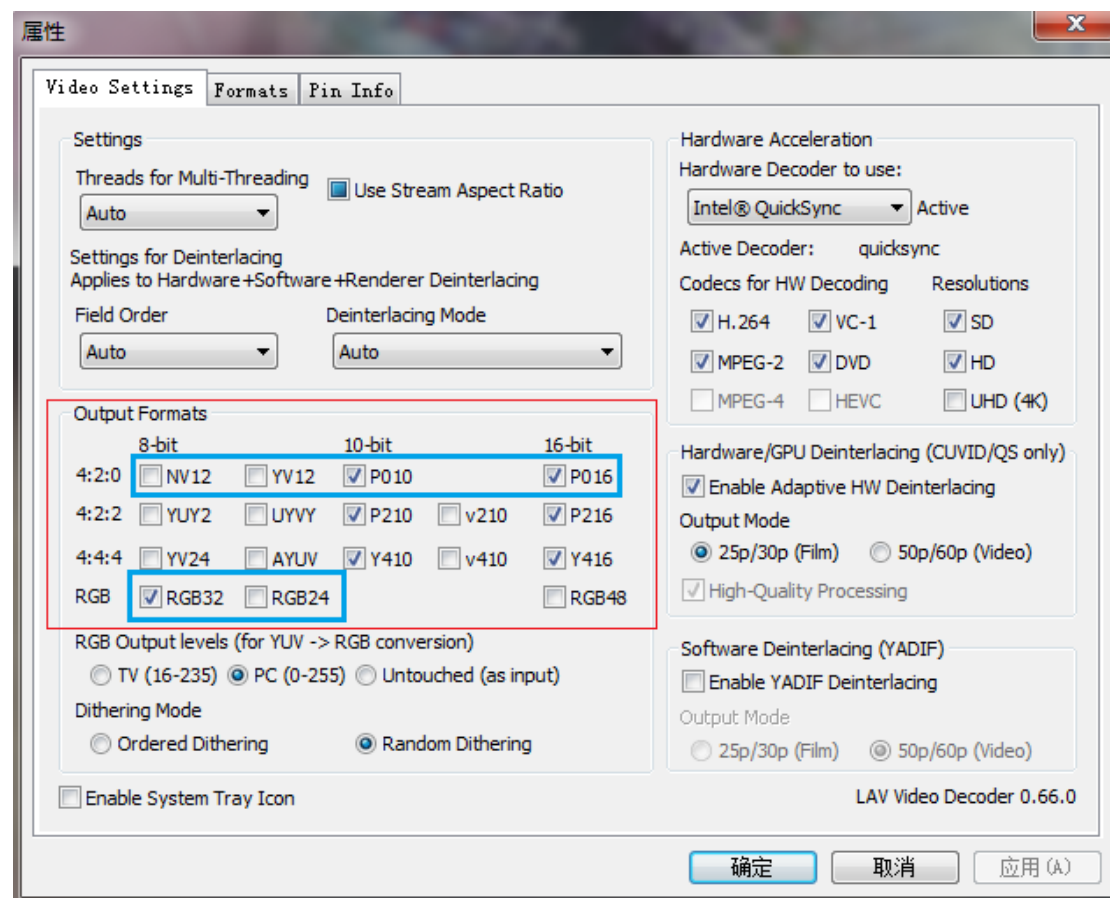 属性
Video Settings Formats Pin Info
Settings
Threads for Multi-Threading
Use Stream Aspect Ratio
Auto
Settings for Deinterlacing
Applies to Hardware+Software+Renderer Deinterlacing
Field Order Deinterlacing Mode
Auto Auto
Output Formats
8-bit 10-bit 16-bit
4:2:0 NV12 YV12 P010 P016
4:2:2 YUY2 UYVY P210 v210 P216
4:4:4 YV24 AYUV Y410 v410 Y416
RGB RGB32 RGB24 RGB48
RGB Output levels (for YUV -> RGB conversion)
TV (16-235) PC (0-255) Untouched (as input)
Dithering Mode
Ordered Dithering Random Dithering
Enable System Tray Icon
Hardware Acceleration
Hardware Decoder to use:
Intel® QuickSync Active
Active Decoder: quicksync
Codecs for HW Decoding Resolutions
H.264 VC-1 SD
MPEG-2 DVD HD
MPEG-4 HEVC UHD (4K)
Hardware/GPU Deinterlacing (CUVID/QS only)
Enable Adaptive HW Deinterlacing
Output Mode
25p/30p (Film) 50p/60p (Video)
High-Quality Processing
Software Deinterlacing (YADIF)
Enable YADIF Deinterlacing
Output Mode
25p/30p (Film) 50p/60p (Video)
LAV Video Decoder 0.66.0
确定 取消 应用(A)